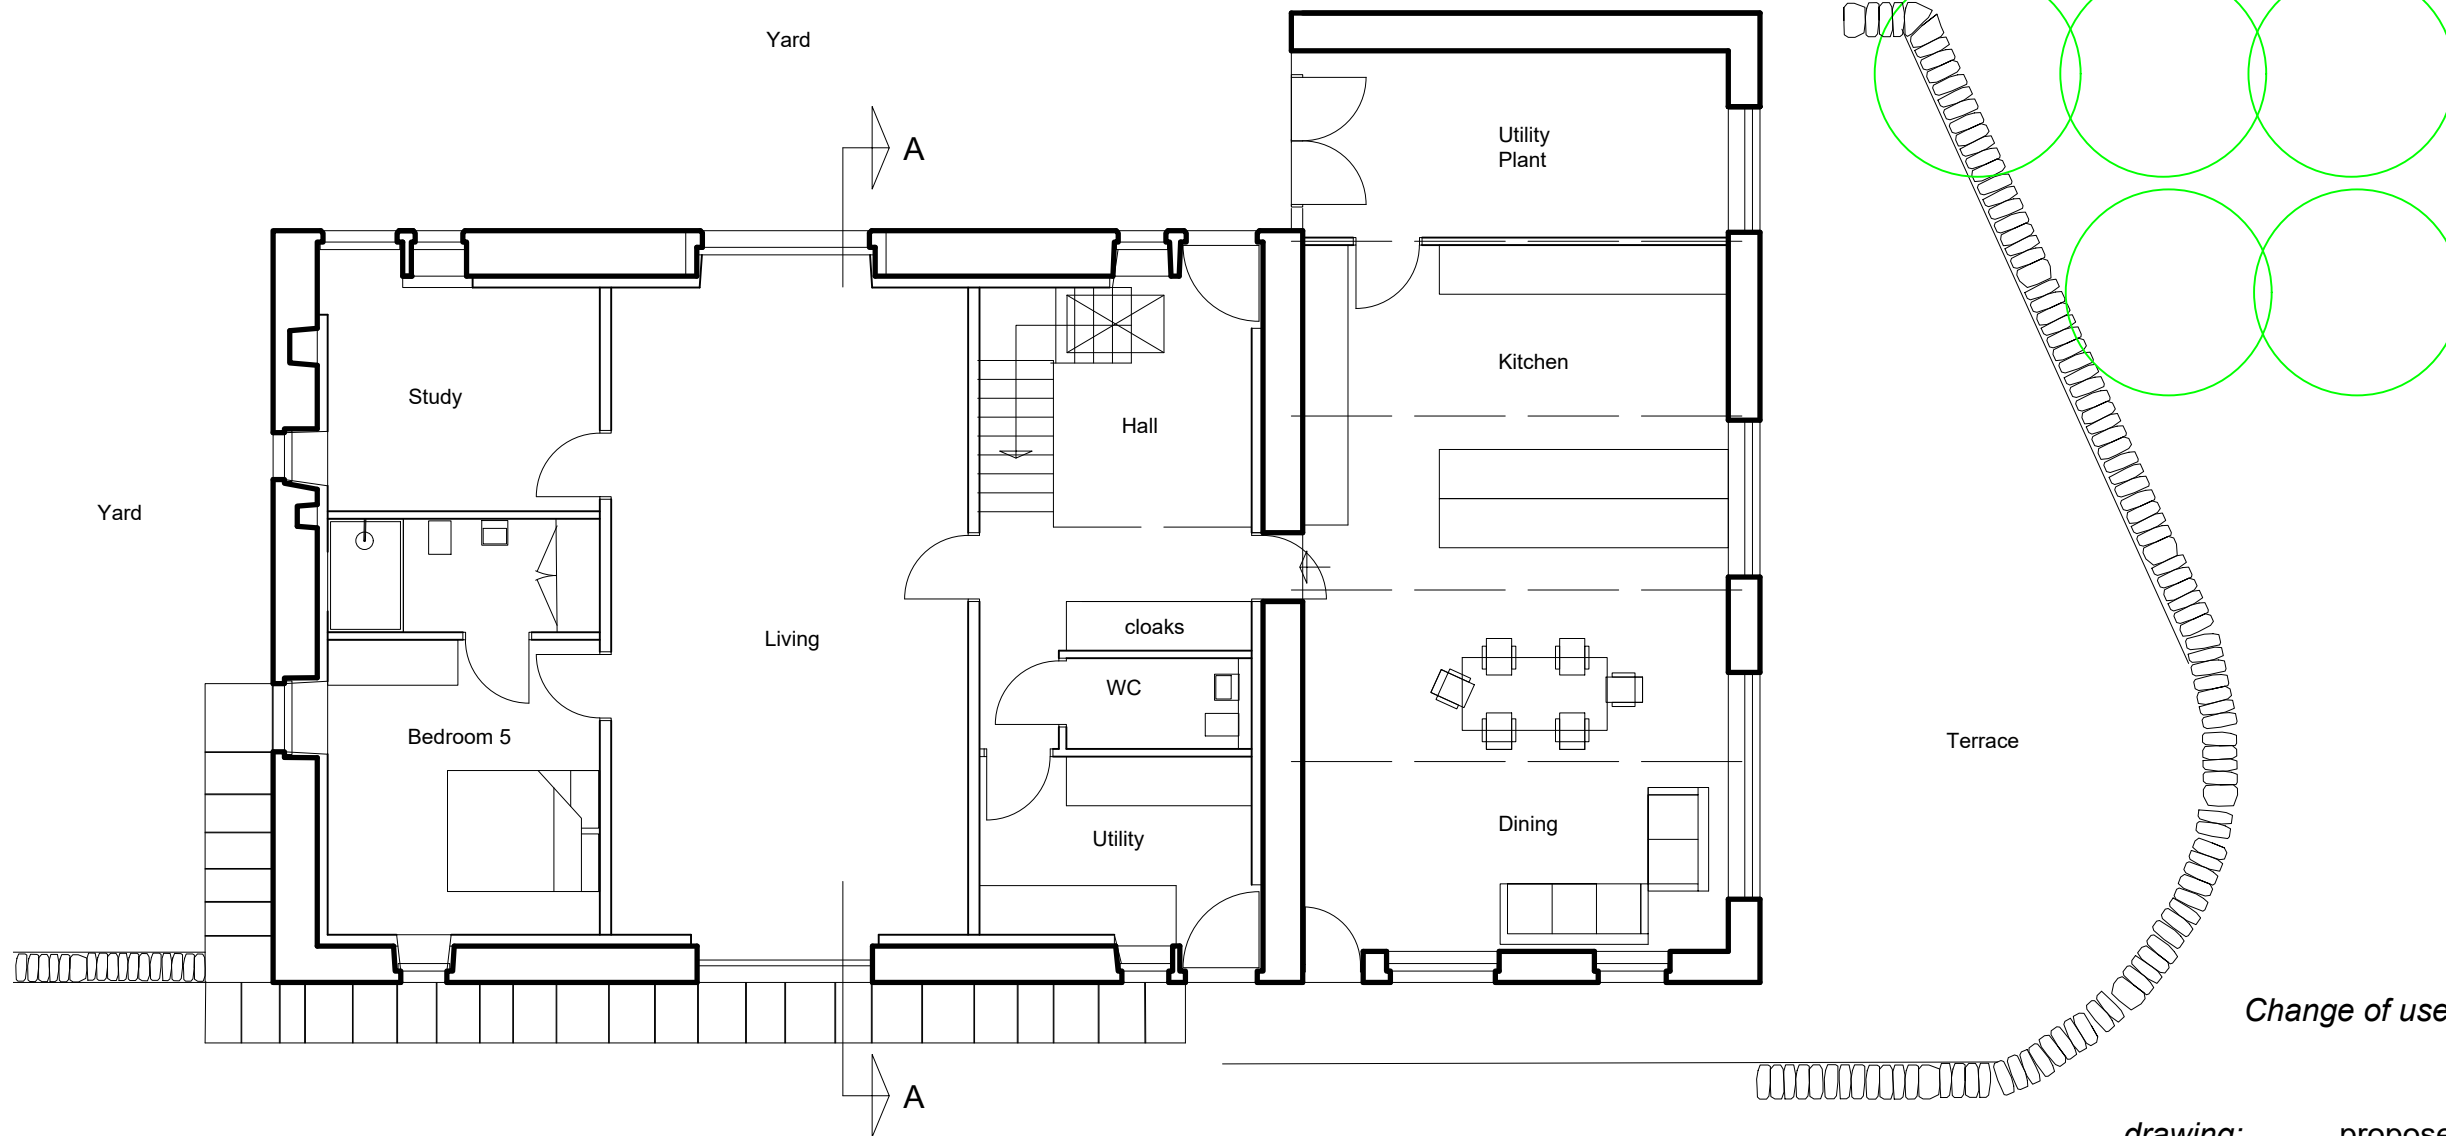 Yard
A
Utility
Plant
Kitchen
Study
Hall
Yard
cloaks
Living
WC
Bedroom 5
Terrace
Dining
Utility
Change of use
A
drawing: